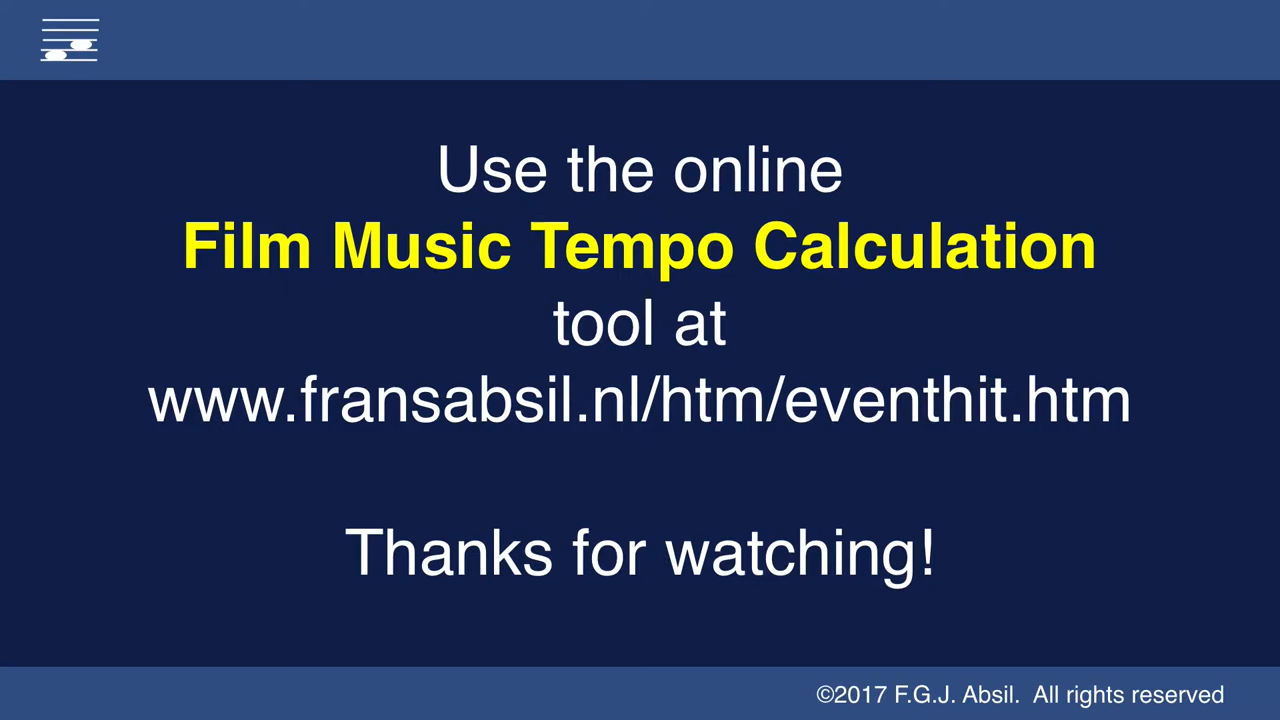 Use the online
Film Music Tempo Calculation
tool at
www.fransabsil.nl/htm/eventhit.htm
Thanks for watching!
©2017 F.G.J. Absil. All rights reserved